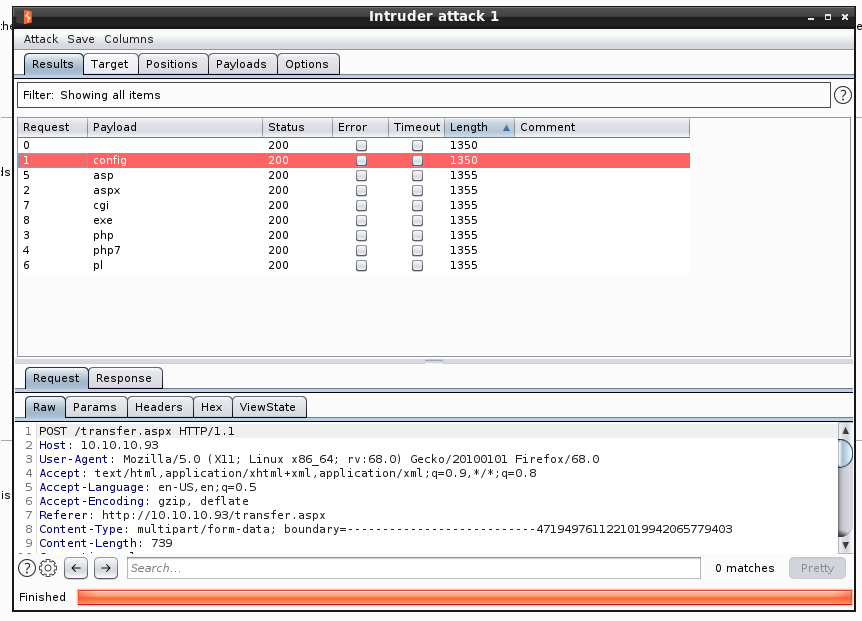 Intruder attack 1
Attack Save Columns
Results Target Positions Payloads Options
Filter: Showing all items
?
Request Payload Status Error Timeout Length Comment
0 200 1350
1 config 200 1350
5 asp 200 1355
2 aspx 200 1355
7 cgi 200 1355
8 exe 200 1355
3 php 200 1355
4 php7 200 1355
6 pl 200 1355
Request Response
Raw Params Headers Hex ViewState
1 POST /transfer.aspx HTTP/1.1
2 Host: 10.10.10.93
3 User-Agent: Mozilla/5.0 (X11; Linux x86_64; rv:68.0) Gecko/20100101 Firefox/68.0
4 Accept: text/html,application/xhtml+xml,application/xml;q=0.9,*/*;q=0.8
5 Accept-Language: en-US,en;q=0.5
6 Accept-Encoding: gzip, deflate
7 Referer: http://10.10.10.93/transfer.aspx
8 Content-Type: multipart/form-data; boundary=---------------------------4719497611221019942065779403
9 Content-Length: 739
? Search... 0 matches Pretty
Finished